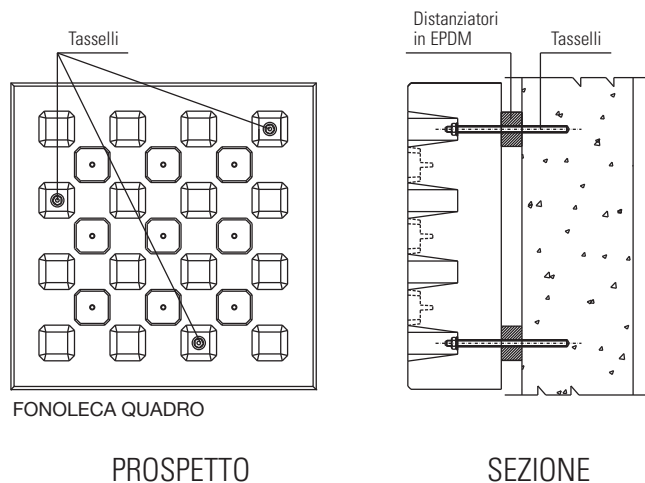 Tasselli
Distanziatori
in EPDM
Tasselli
FONOLECA QUADRO
PROSPETTO
SEZIONE